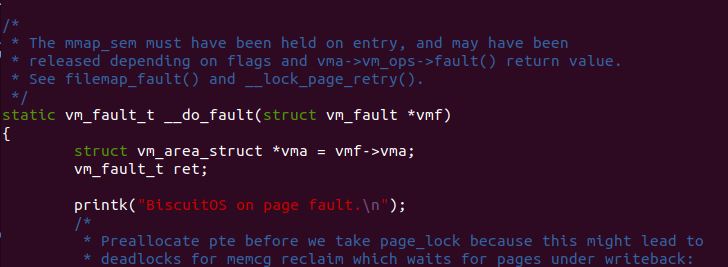 /*
 * The mmap_sem must have been held on entry, and may have been
 * released depending on flags and vma->vm_ops->fault() return value.
 * See filemap_fault() and __lock_page_retry().
 */
static vm_fault_t __do_fault(struct vm_fault *vmf)
{
        struct vm_area_struct *vma = vmf->vma;
        vm_fault_t ret;

        printk("BiscuitOS on page fault.\n");
        /*
         * Preallocate pte before we take page_lock because this might lead to
         * deadlocks for memcg reclaim which waits for pages under writeback: